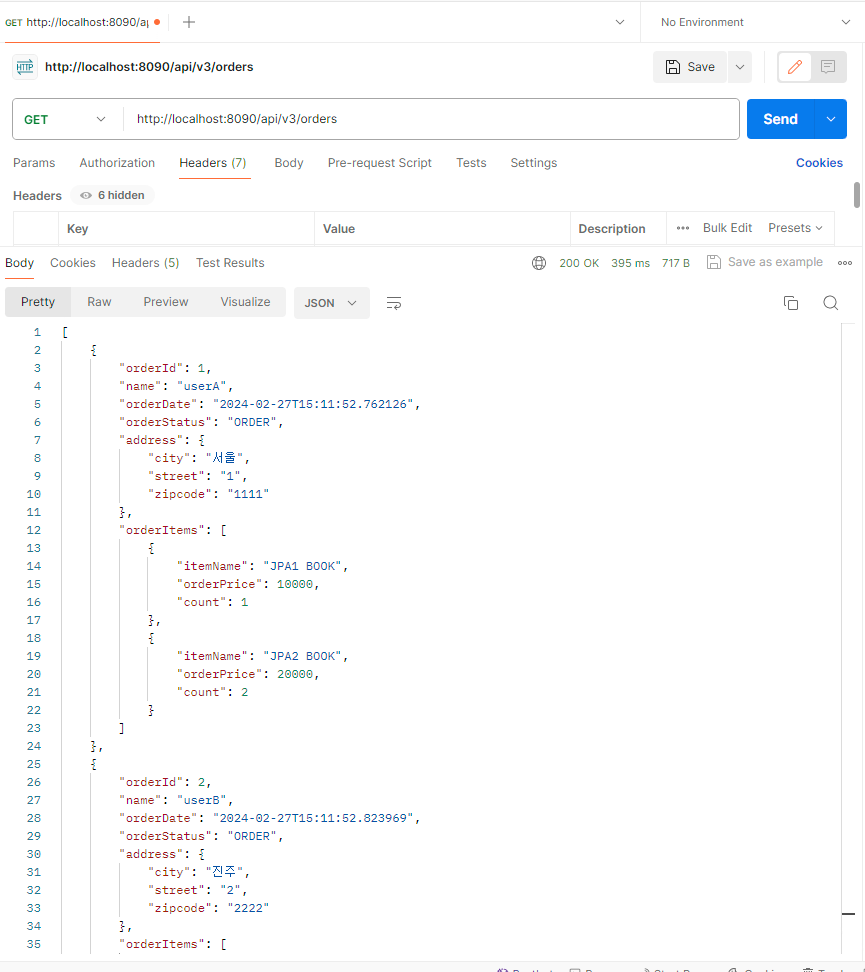 GET http://localhost:8090/a
No Environment
HTTP http://localhost:8090/api/v3/orders
Save
GET http://localhost:8090/api/v3/orders
Send
Params Authorization Headers (7) Body Pre-request Script Tests Settings Cookies
Headers 6 hidden
Key Value Description Bulk Edit Presets
Body Cookies Headers (5) Test Results 200 OK 395 ms 717 B Save as example
Pretty Raw Preview Visualize JSON
1 [
2 {
3 "orderId": 1,
4 "name": "userA",
5 "orderDate": "2024-02-27T15:11:52.762126",
6 "orderStatus": "ORDER",
7 "address": {
8 "city": "서울",
9 "street": "1",
10 "zipcode": "1111"
11 },
12 "orderItems": [
13 {
14 "itemName": "JPA1 BOOK",
15 "orderPrice": 10000,
16 "count": 1
17 },
18 {
19 "itemName": "JPA2 BOOK",
20 "orderPrice": 20000,
21 "count": 2
22 }
23 ]
24 },
25 {
26 "orderId": 2,
27 "name": "userB",
28 "orderDate": "2024-02-27T15:11:52.823969",
29 "orderStatus": "ORDER",
30 "address": {
31 "city": "진주",
32 "street": "2",
33 "zipcode": "2222"
34 },
35 "orderItems": [